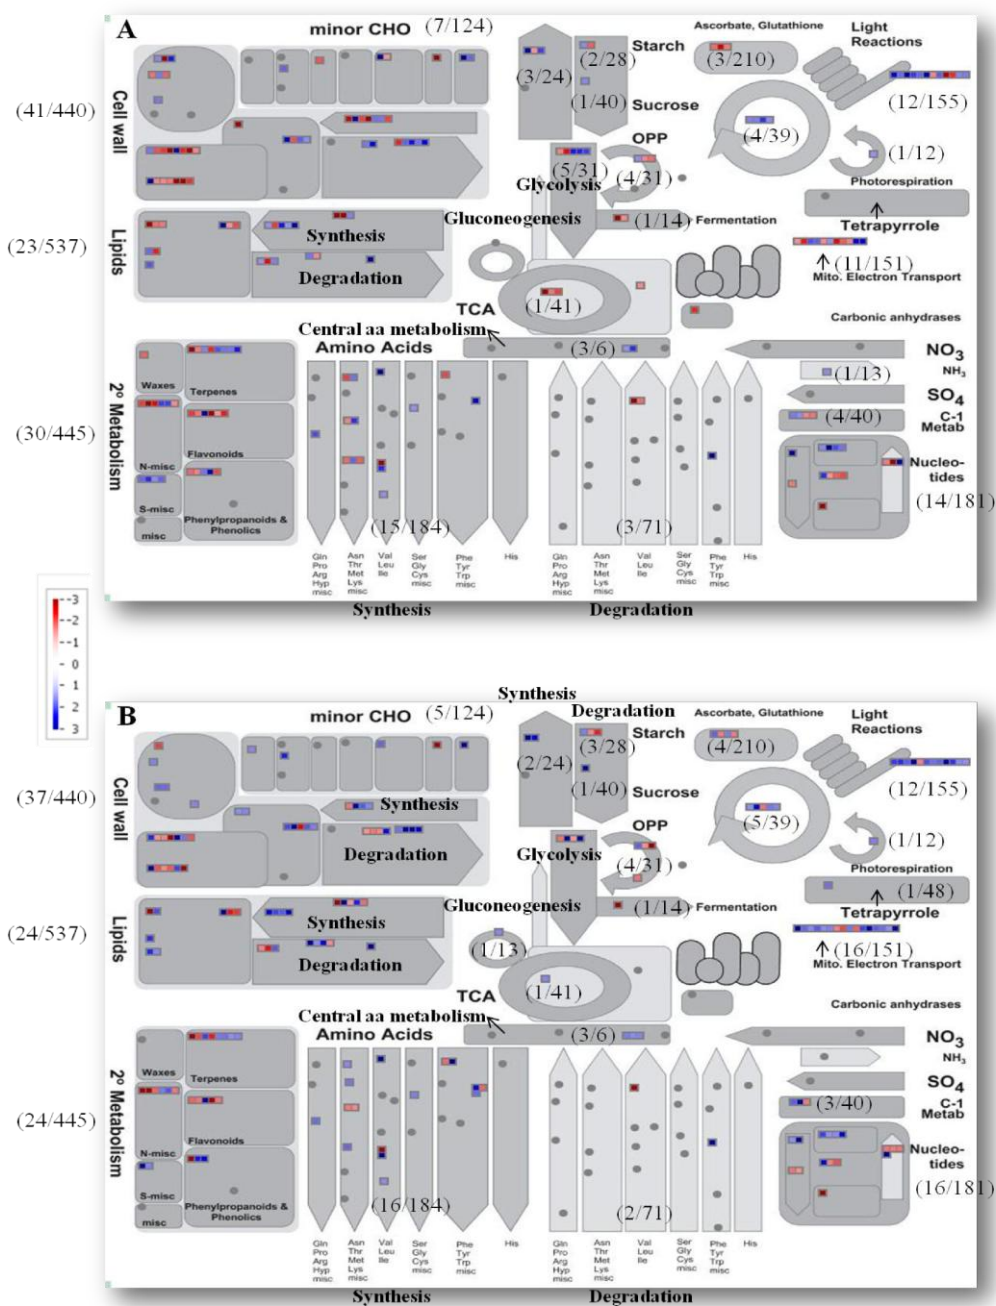 A
minor CHO (7/124)
Starch
Ascorbate, Glutathione
Light
Reactions
(3/24)
(2/28)
(3/210)
(41/440)
Cell wall
(1/40)
Sucrose
(12/155)
(4/39)
OPP
(1/12)
(5/31)
(4/31)
Glycolysis
Photorespiration
(23/537)
Lipids
Synthesis
Gluconeogenesis
(1/14)
Fermentation
Tetrapyrrole
Degradation
(11/151)
Mito. Electron Transport
TCA
(1/41)
Central aa metabolism
Carbonic anhydrases
Amino Acids
(3/6)
NO3
2º Metabolism
Waxes
Terpenes
(1/13)
NH3
SO4
(30/445)
(4/40)
C-1
Metab
N-misc
Flavonoids
Nucleo-
tides
S-misc
(14/181)
misc
Phenylpropanoids &
Phenolics
(15/184)
(3/71)
Gln
Pro
Arg
Hyp
misc
Asn
Thr
Met
Lys
misc
Val
Leu
Ile
Ser
Gly
Cys
misc
Phe
Tyr
Trp
misc
His
Gln
Pro
Arg
Hyp
misc
Asn
Thr
Met
Lys
misc
Val
Leu
Ile
Ser
Gly
Cys
misc
Phe
Tyr
Trp
misc
His
Synthesis
Degradation
-3
-2
-1
0
1
2
3
Synthesis
B
minor CHO (5/124)
Degradation
Starch
Ascorbate, Glutathione
Light
Reactions
(2/24)
(3/28)
(4/210)
(37/440)
Cell wall
Synthesis
(1/40)
Sucrose
(12/155)
(5/39)
Degradation
OPP
(1/12)
Glycolysis
(4/31)
Photorespiration
(24/537)
Lipids
Synthesis
Gluconeogenesis
(1/14)
Fermentation
(1/48)
Tetrapyrrole
Degradation
(1/13)
(16/151)
Mito. Electron Transport
TCA
(1/41)
Central aa metabolism
Carbonic anhydrases
Amino Acids
(3/6)
NO3
2º Metabolism
Waxes
Terpenes
NH3
SO4
(24/445)
(3/40)
C-1
Metab
N-misc
Flavonoids
Nucleo-
tides
S-misc
(16/181)
misc
Phenylpropanoids &
Phenolics
(16/184)
(2/71)
Gln
Pro
Arg
Hyp
misc
Asn
Thr
Met
Lys
misc
Val
Leu
Ile
Ser
Gly
Cys
misc
Phe
Tyr
Trp
misc
His
Gln
Pro
Arg
Hyp
misc
Asn
Thr
Met
Lys
misc
Val
Leu
Ile
Ser
Gly
Cys
misc
Phe
Tyr
Trp
misc
His
Synthesis
Degradation